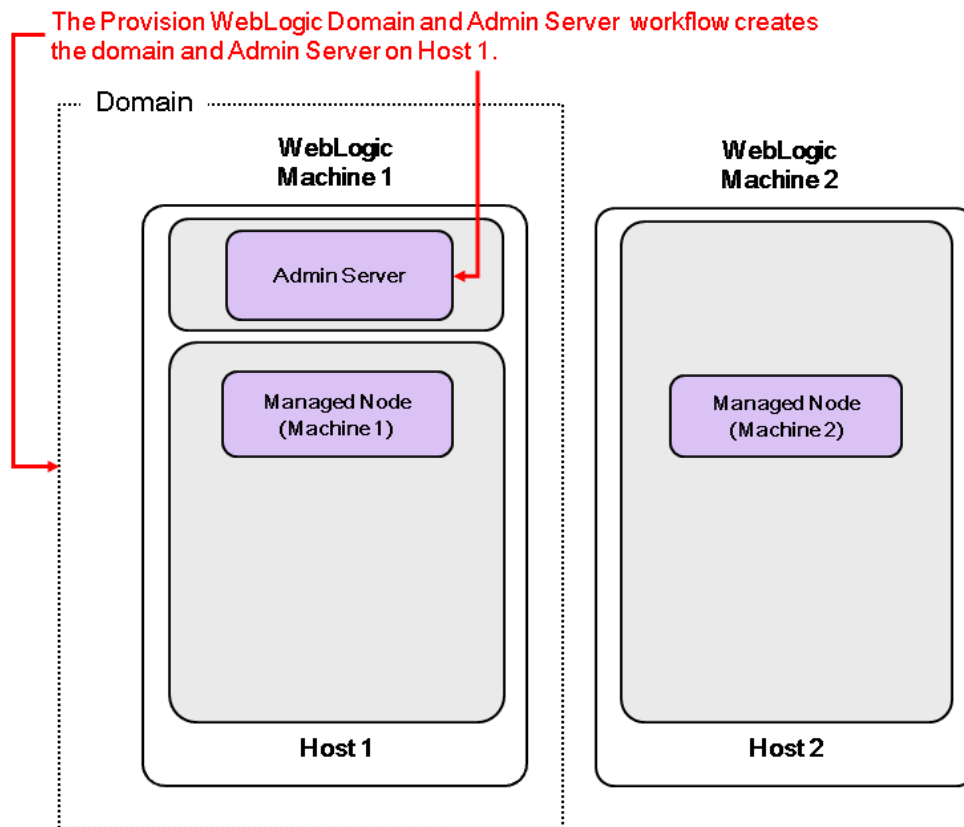 The Provision WebLogic Domain and Admin Server workflow creates
the domain and Admin Server on Host 1.
Domain
WebLogic
Machine 1
WebLogic
Machine 2
Admin Server
Managed Node
(Machine 1)
Managed Node
(Machine 2)
Host 1
Host 2